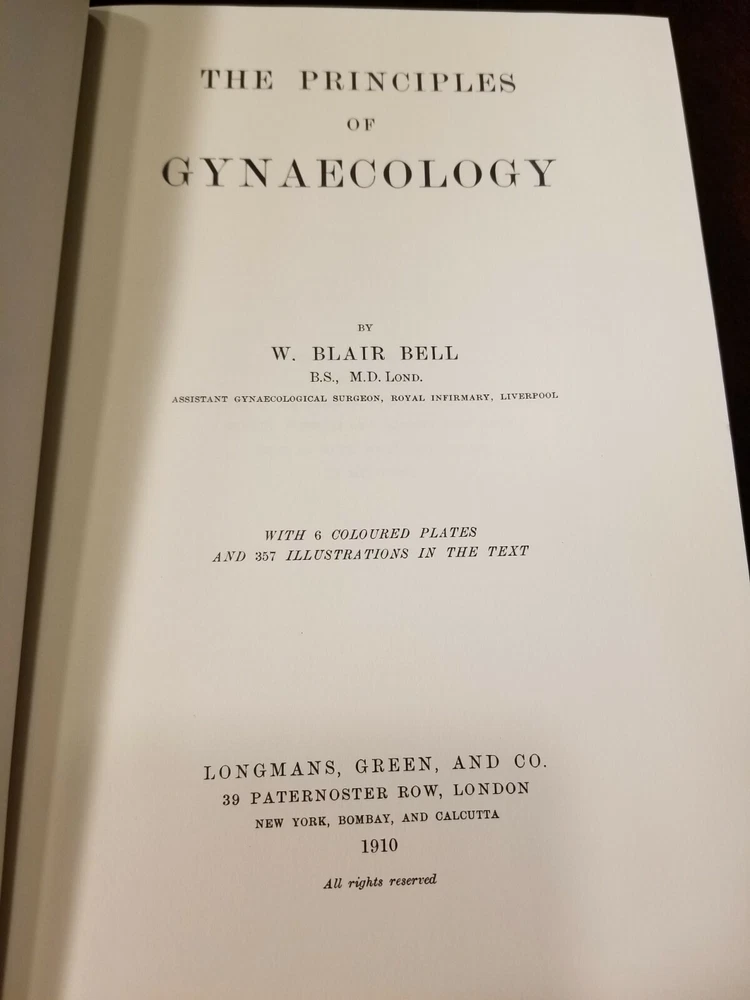 THE PRINCIPLES
OF
GYNAECOLOGY
BY
W. BLAIR BELL
B.S., M.D. LOND.
ASSISTANT GYNAECOLOGICAL SURGEON, ROYAL INFIRMARY, LIVERPOOL
WITH 6 COLOURED PLATES
AND 357 ILLUSTRATIONS IN THE TEXT
LONGMANS, GREEN, AND CO.
39 PATERNOSTER ROW, LONDON
NEW YORK, BOMBAY, AND CALCUTTA
1910
All rights reserved